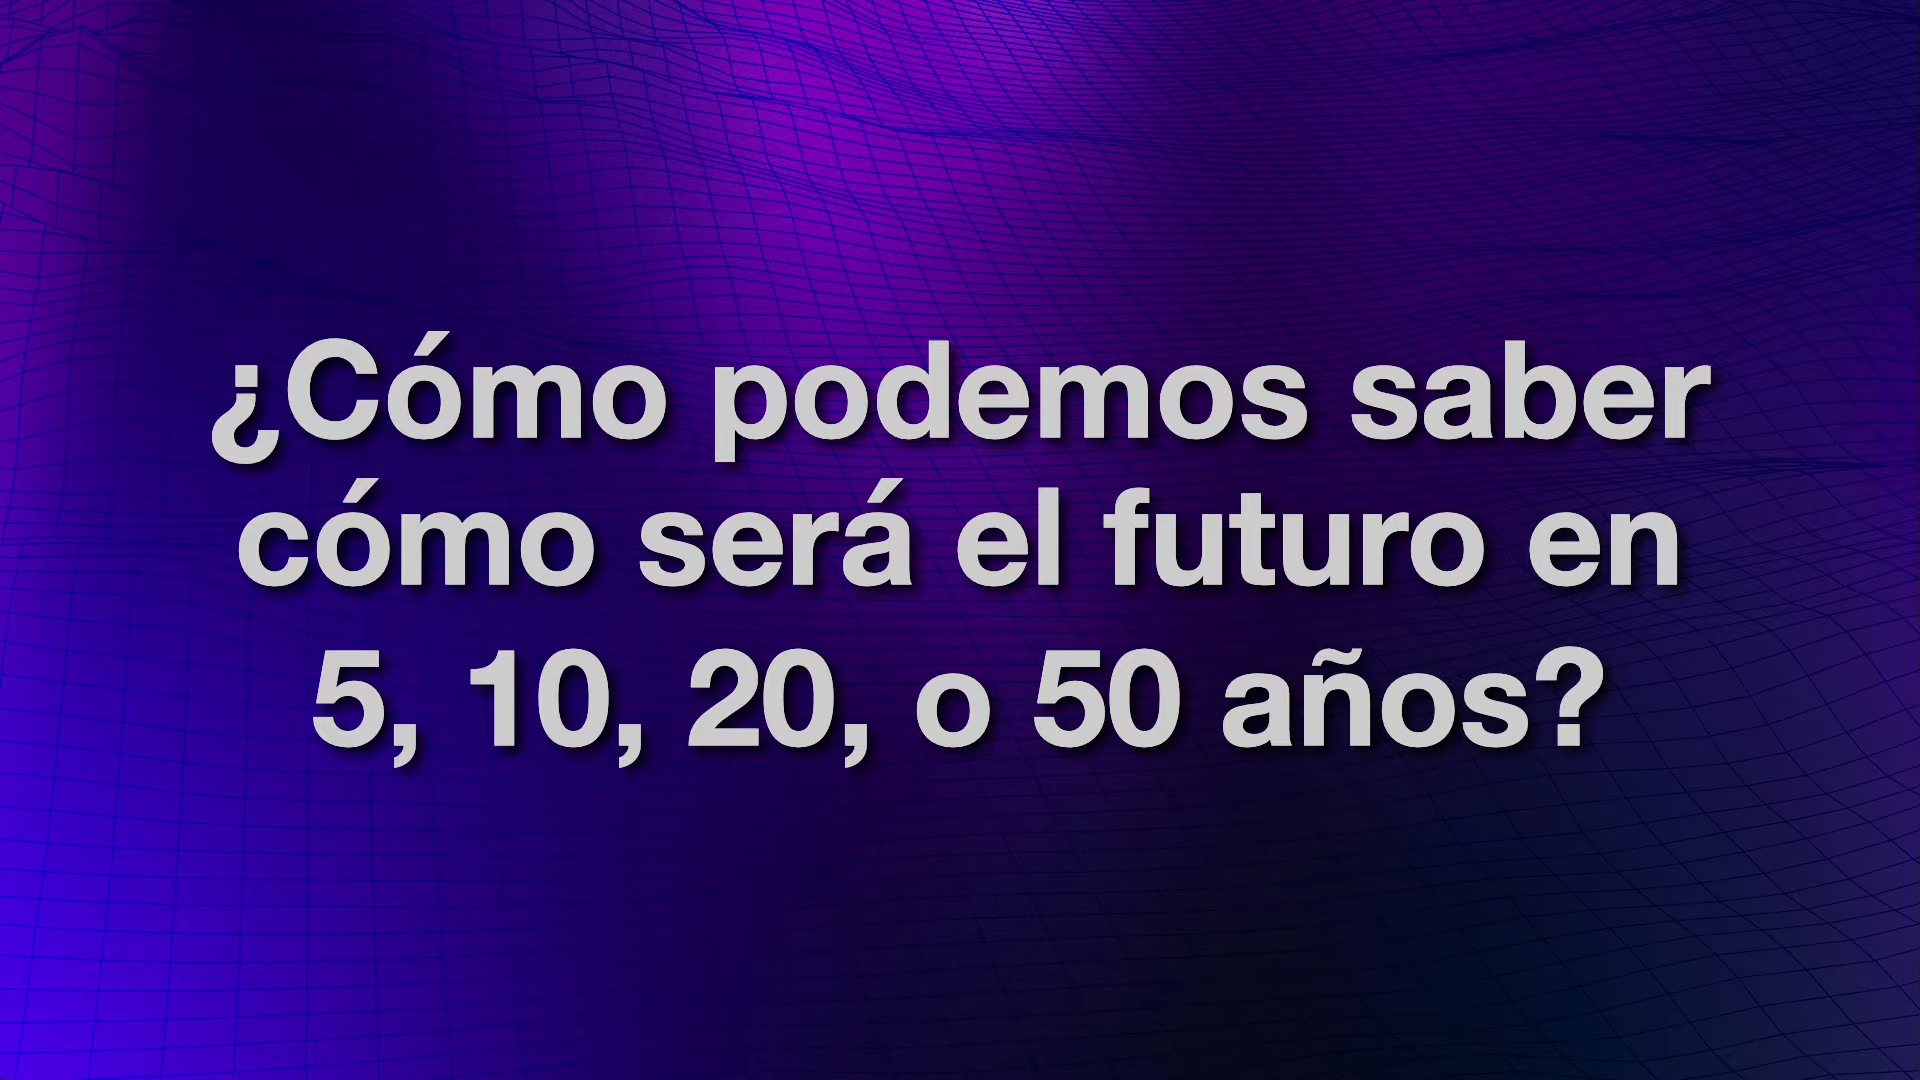 ¿Cómo podemos saber
cómo será el futuro en
5, 10, 20, o 50 años?